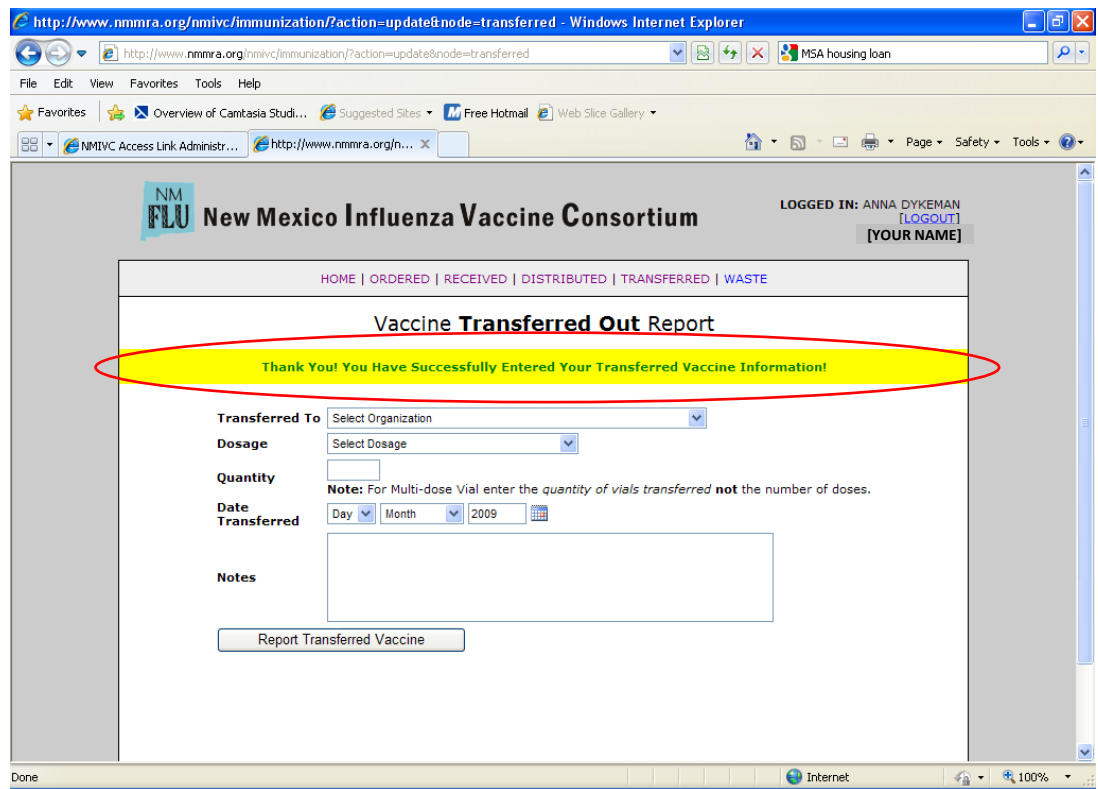 http://www.nmmra.org/nmivc/immunization/?action=update&node=transferred - Windows Internet Explorer
http://www.nmmra.org/nmivc/immunization/?action=update&node=transferred MSA housing loan
File Edit View Favorites Tools Help
Favorites Overview of Camtasia Studi... Suggested Sites Free Hotmail Web Slice Gallery
NMIVC Access Link Administr... http://www.nmmra.org/n... X Page Safety Tools
NM
FLU New Mexico Influenza Vaccine Consortium
LOGGED IN: ANNA DYKEMAN
[LOGOUT]
[YOUR NAME]
HOME | ORDERED | RECEIVED | DISTRIBUTED | TRANSFERRED | WASTE
Vaccine Transferred Out Report
Thank You! You Have Successfully Entered Your Transferred Vaccine Information!
Transferred To Select Organization
Dosage Select Dosage
Quantity
Note: For Multi-dose Vial enter the quantity of vials transferred not the number of doses.
Date
Transferred Day Month 2009
Notes
Report Transferred Vaccine
Done Internet 100%